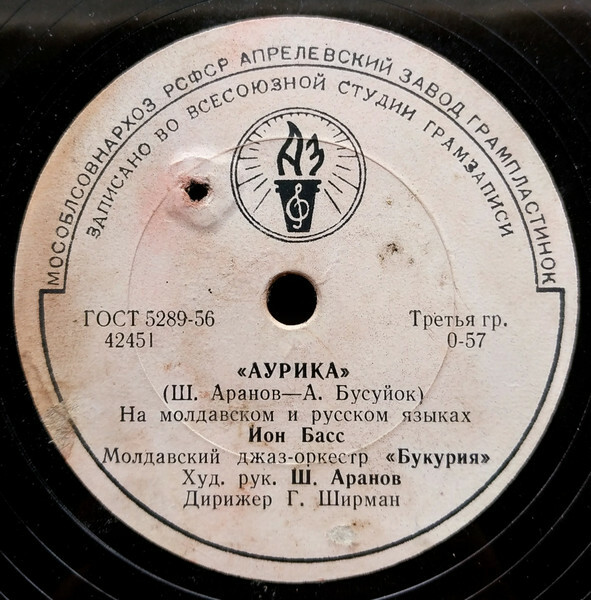 МОСОБЛСОВНАРХОЗ РСФСР АПРЕЛЕВСКИЙ ЗАВОД ГРАМПЛАСТИНОК
ЗАПИСАНО ВО ВСЕСОЮЗНОЙ СТУДИИ ГРАМЗАПИСИ
АЗ
ГОСТ 5289-56
42451
Третья гр.
0-57
«АУРИКА»
(Ш. Аранов—А. Бусуйок)
На молдавском и русском языках
Ион Басс
Молдавский джаз-оркестр «Букурия»
Худ. рук. Ш. Аранов
Дирижер Г. Ширман